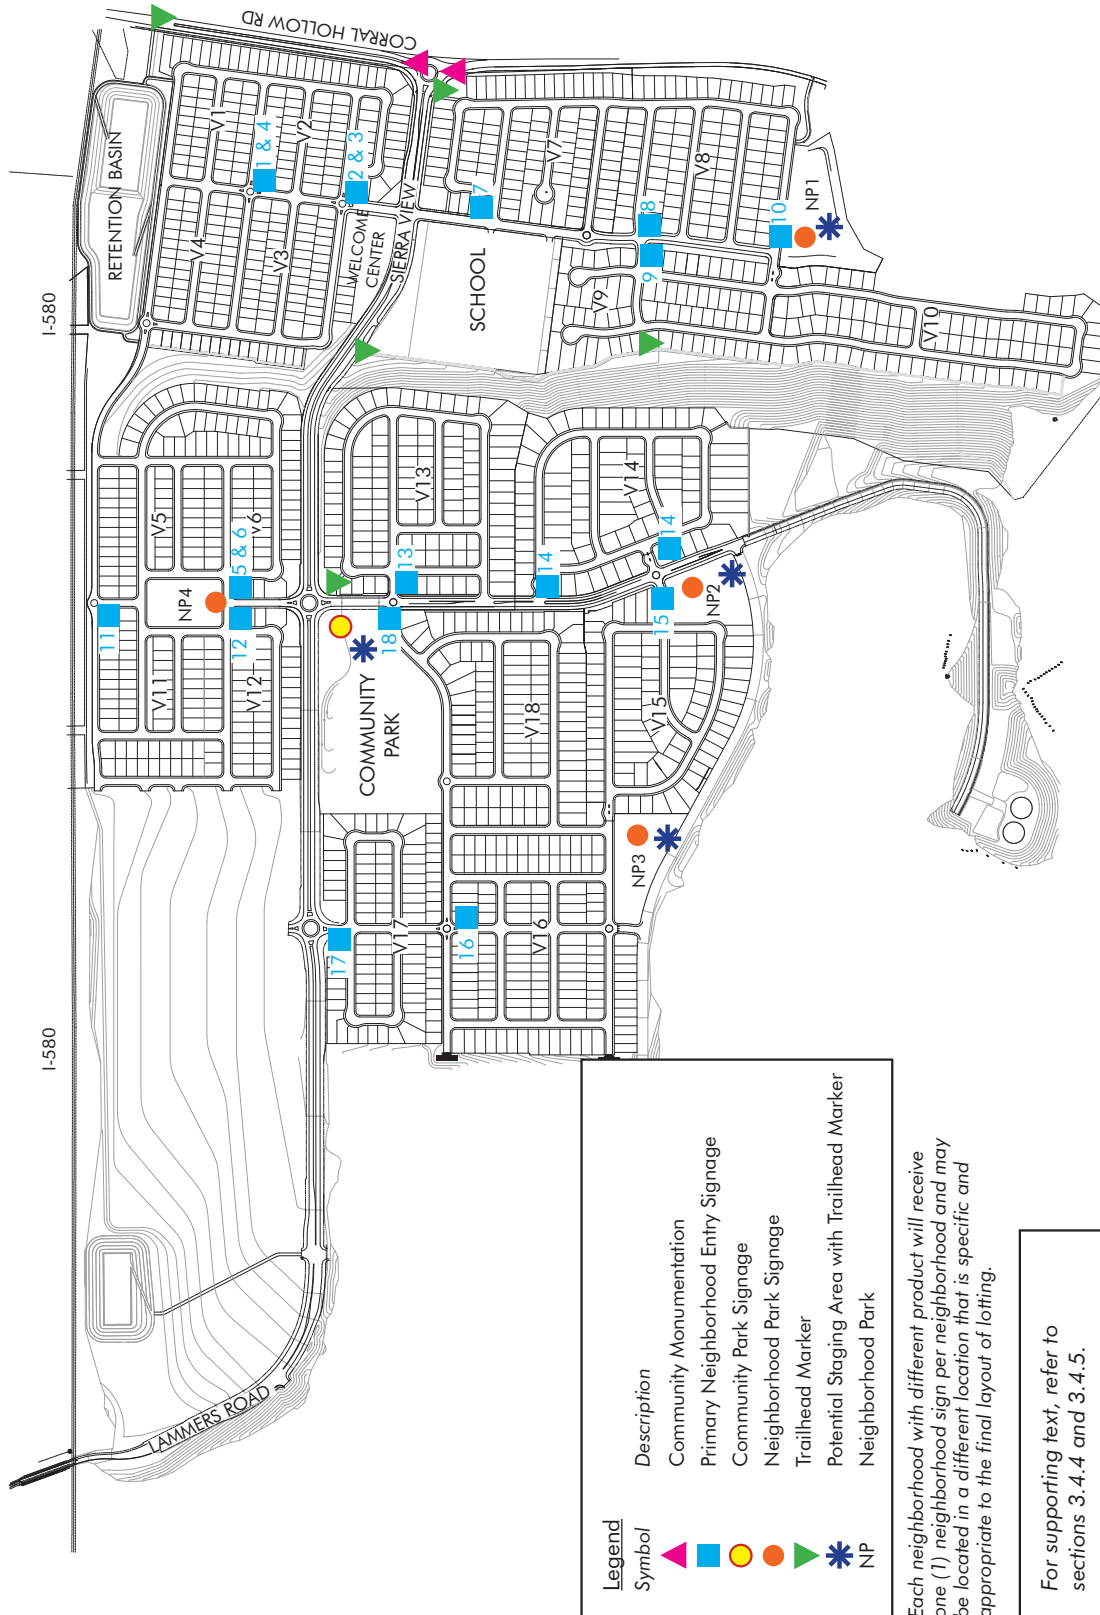 I-580
I-580
CORRAL HOLLOW RD
RETENTION BASIN
V1
1 & 4
V2
2 & 3
V4
V3
WELCOME
CENTER
SIERRA VIEW
SCHOOL
7
V7
8
V8
9
V9
10
NP1
V10
V5
5 & 6
V6
11
NP4
12
V11
V12
13
V13
14
V14
14
15
NP2
V15
18
COMMUNITY
PARK
V18
NP3
17
V17
16
V16
LAMMERS ROAD
Legend
Symbol Description
Community Monumentation
Primary Neighborhood Entry Signage
Community Park Signage
Neighborhood Park Signage
Trailhead Marker
Potential Staging Area with Trailhead Marker
NP Neighborhood Park
Each neighborhood with different product will receive
one (1) neighborhood sign per neighborhood and may
be located in a different location that is specific and
appropriate to the final layout of lotting.
For supporting text, refer to
sections 3.4.4 and 3.4.5.